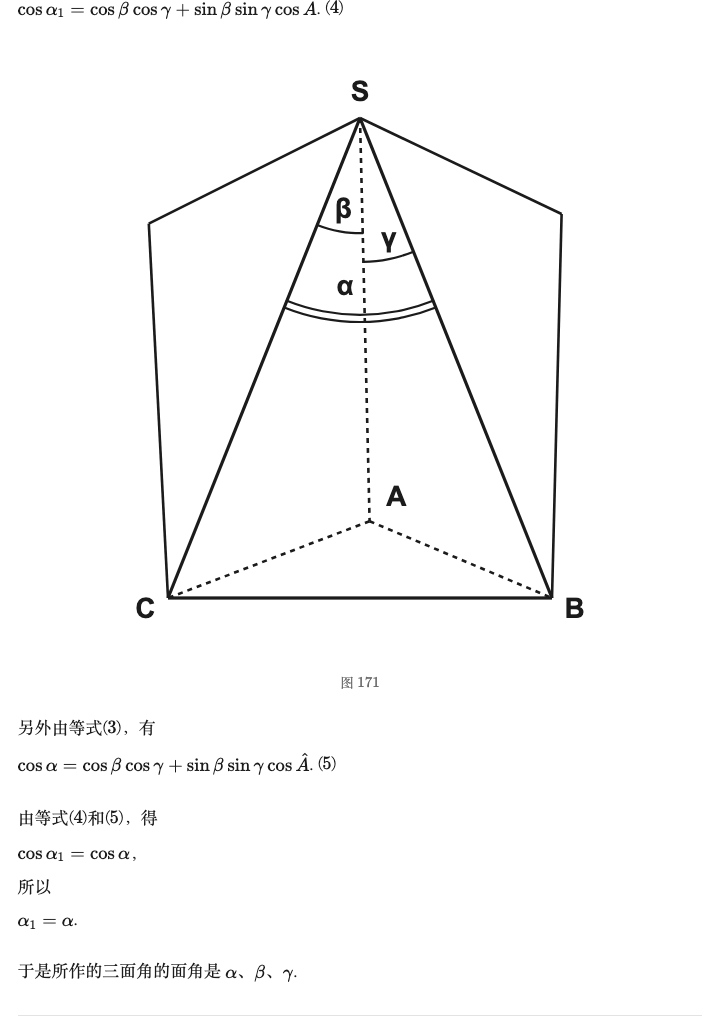 cos α₁ = cos β cos γ + sin β sin γ cos A. (4)
S
β
γ
α
A
C
B
图 171
另外由等式(3)，有
cos α = cos β cos γ + sin β sin γ cos Â. (5)
由等式(4)和(5)，得
cos α₁ = cos α,
所以
α₁ = α.
于是所作的三面角的面角是 α、β、γ.